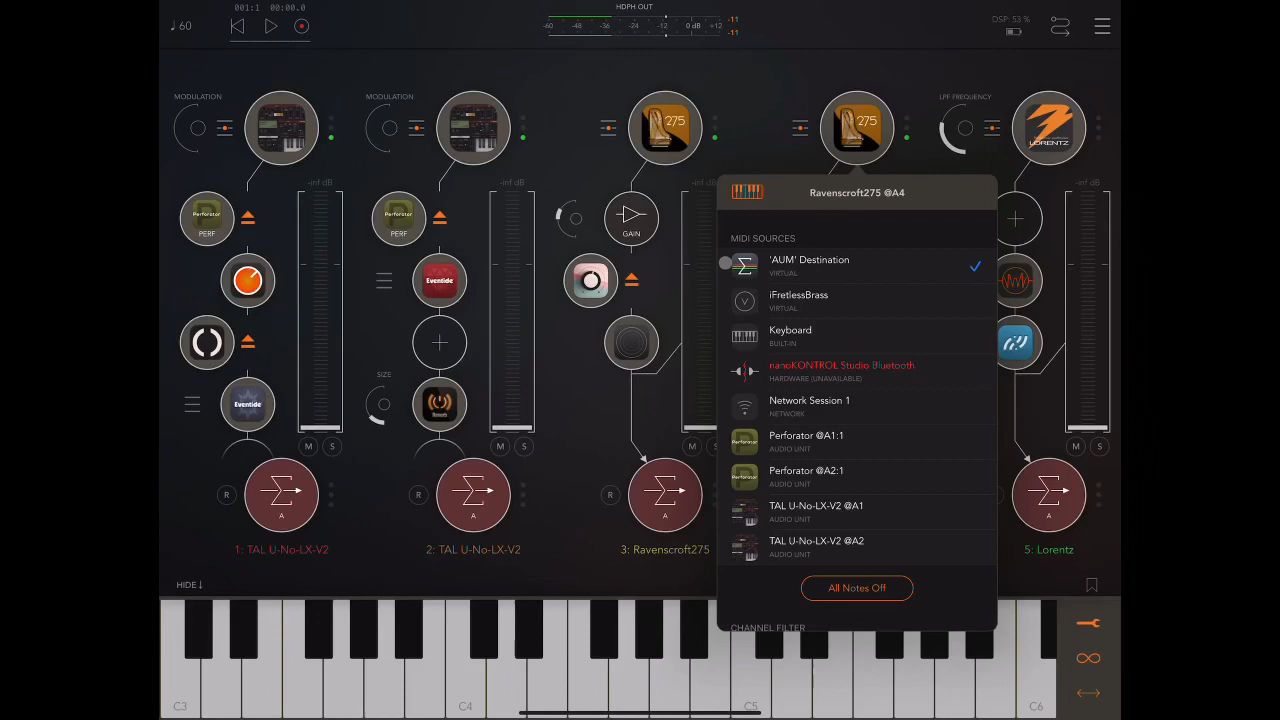 60
001:1 00:00.0
HDPH OUT
-60 -48 -36 -24 -12 0 dB +12
-11
-11
DSP: 53 %
MODULATION
MODULATION
275
275
LPF FREQUENCY
LORENTZ
Ravenscroft275 @A4
MIDI SOURCES
'AUM' Destination
VIRTUAL
iFretlessBrass
VIRTUAL
Keyboard
BUILT-IN
nanoKONTROL Studio Bluetooth
HARDWARE (UNAVAILABLE)
Network Session 1
NETWORK
Perforator @A1:1
AUDIO UNIT
Perforator @A2:1
AUDIO UNIT
TAL U-No-LX-V2 @A1
AUDIO UNIT
TAL U-No-LX-V2 @A2
AUDIO UNIT
All Notes Off
CHANNEL FILTER
-inf dB
-inf dB
-inf dB
-inf dB
Perforator
PERF
Perforator
PERF
GAIN
Eventide
Eventide
SIZE
Reverb
M S
M S
M
M S
R
A
R
A
R
A
A
1: TAL U-No-LX-V2
2: TAL U-No-LX-V2
3: Ravenscroft275
5: Lorentz
HIDE↓
C3
C4
C5
C6